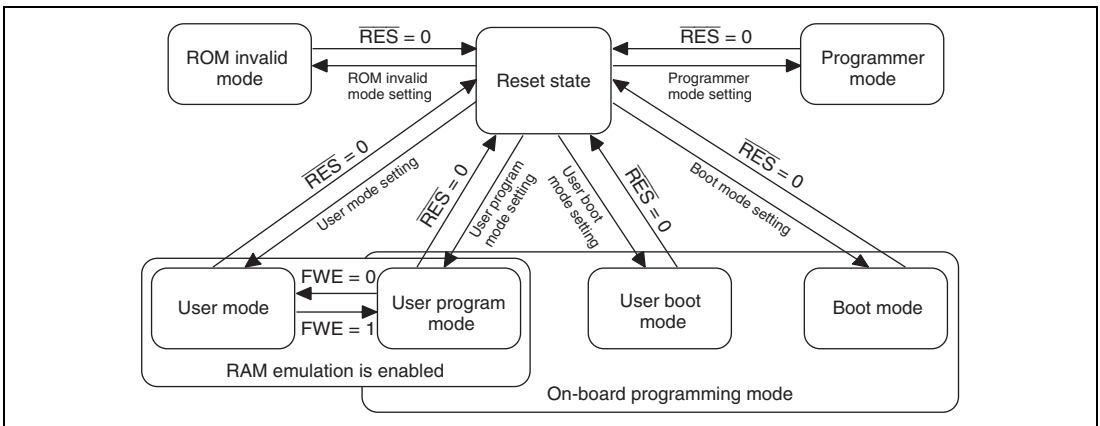 RES = 0
RES = 0
ROM invalid
mode
Reset state
Programmer
mode
ROM invalid
mode setting
Programmer
mode setting
RES = 0
User mode setting
RES = 0
User program
mode setting
User boot
mode setting
RES = 0
Boot mode setting
RES = 0
FWE = 0
User mode
User program
mode
User boot
mode
Boot mode
FWE = 1
RAM emulation is enabled
On-board programming mode